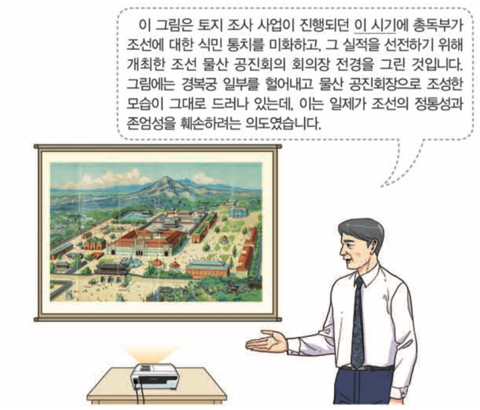 이 그림은 토지 조사 사업이 진행되던 이 시기에 총독부가
조선에 대한 식민 통치를 미화하고, 그 실적을 선전하기 위해
개최한 조선 물산 공진회의 회의장 전경을 그린 것입니다.
그림에는 경복궁 일부를 헐어내고 물산 공진회장으로 조성한
모습이 그대로 드러나 있는데, 이는 일제가 조선의 정통성과
존엄성을 훼손하려는 의도였습니다.